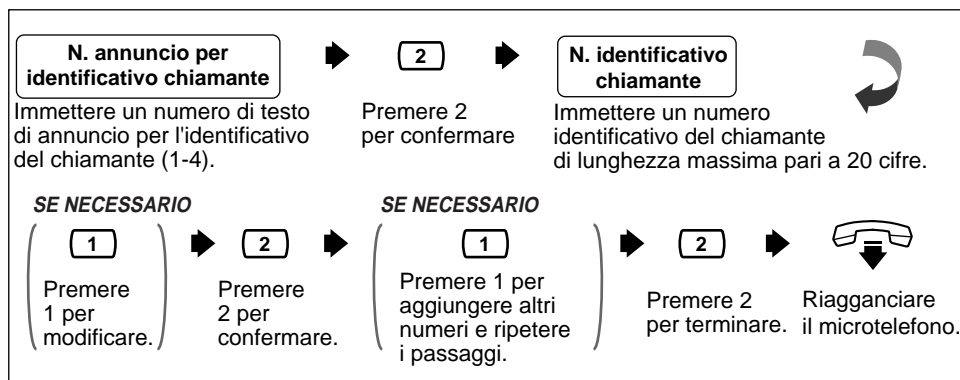 N. annuncio per
identificativo chiamante
2
N. identificativo
chiamante
Immettere un numero di testo
di annuncio per l'identificativo
del chiamante (1-4).
Premere 2
per confermare
Immettere un numero
identificativo del chiamante
di lunghezza massima pari a 20 cifre.
SE NECESSARIO
1
Premere
1 per
modificare.
2
Premere
2 per
confermare.
SE NECESSARIO
1
Premere 1 per
aggiungere altri
numeri e ripetere
i passaggi.
2
Premere 2
per terminare.
Riagganciare
il microtelefono.